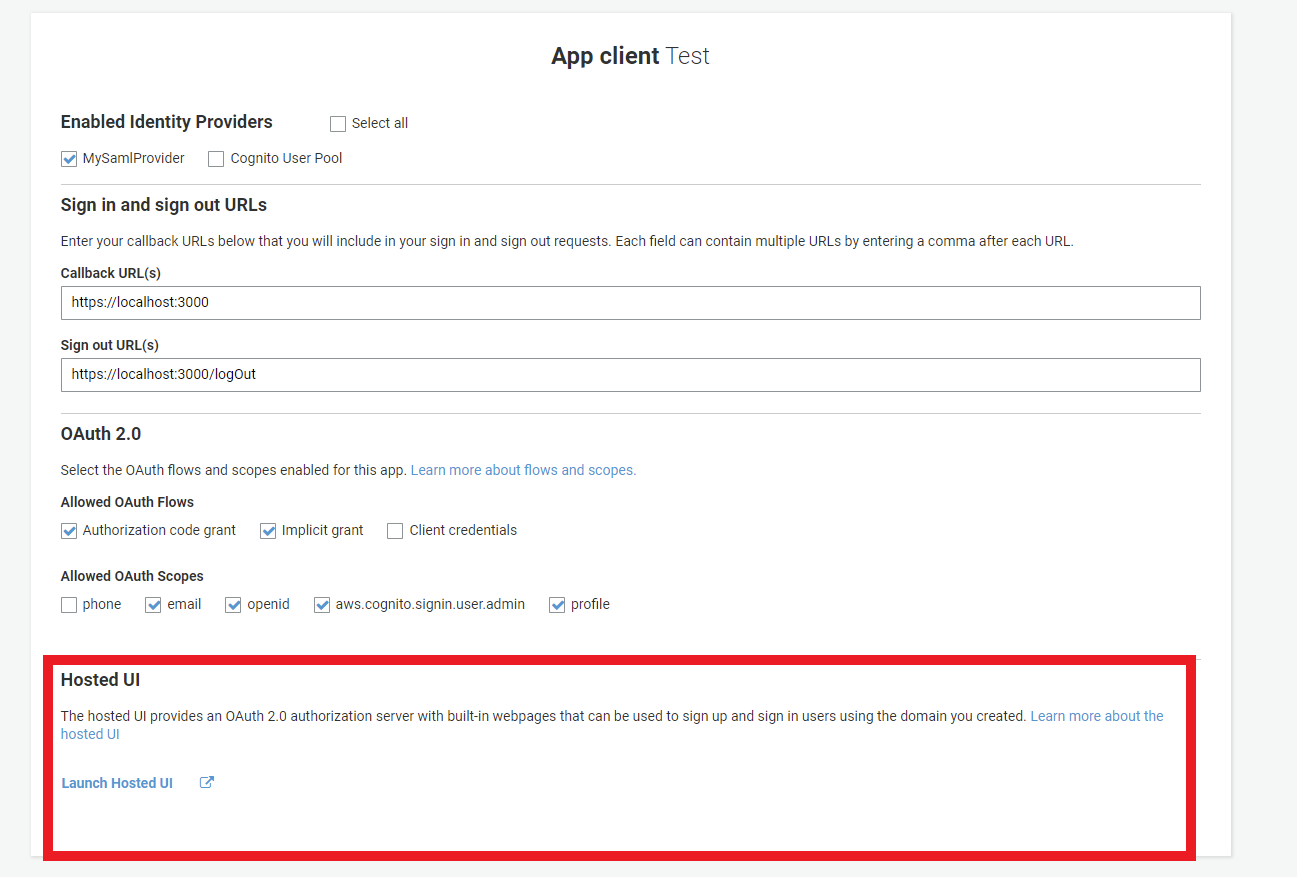 App client Test
Enabled Identity Providers Select all
MySamlProvider Cognito User Pool
Sign in and sign out URLs
Enter your callback URLs below that you will include in your sign in and sign out requests. Each field can contain multiple URLs by entering a comma after each URL.
Callback URL(s)
https://localhost:3000
Sign out URL(s)
https://localhost:3000/logOut
OAuth 2.0
Select the OAuth flows and scopes enabled for this app. Learn more about flows and scopes.
Allowed OAuth Flows
Authorization code grant Implicit grant Client credentials
Allowed OAuth Scopes
phone email openid aws.cognito.signin.user.admin profile
Hosted UI
The hosted UI provides an OAuth 2.0 authorization server with built-in webpages that can be used to sign up and sign in users using the domain you created. Learn more about the
hosted UI
Launch Hosted UI